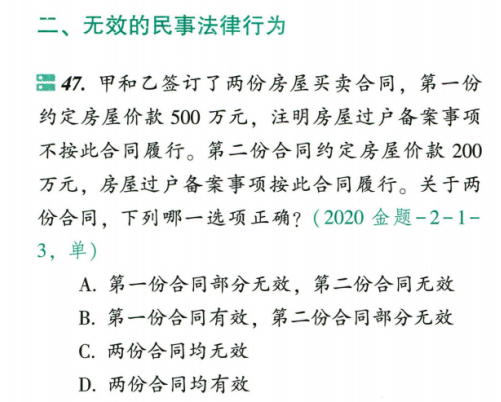 二、无效的民事法律行为
47. 甲和乙签订了两份房屋买卖合同，第一份
约定房屋价款 500 万元，注明房屋过户备案事项
不按此合同履行。第二份合同约定房屋价款 200
万元，房屋过户备案事项按此合同履行。关于两
份合同，下列哪一选项正确？(2020 金题-2-1-
3，单)
A. 第一份合同部分无效，第二份合同无效
B. 第一份合同有效，第二份合同部分无效
C. 两份合同均无效
D. 两份合同均有效